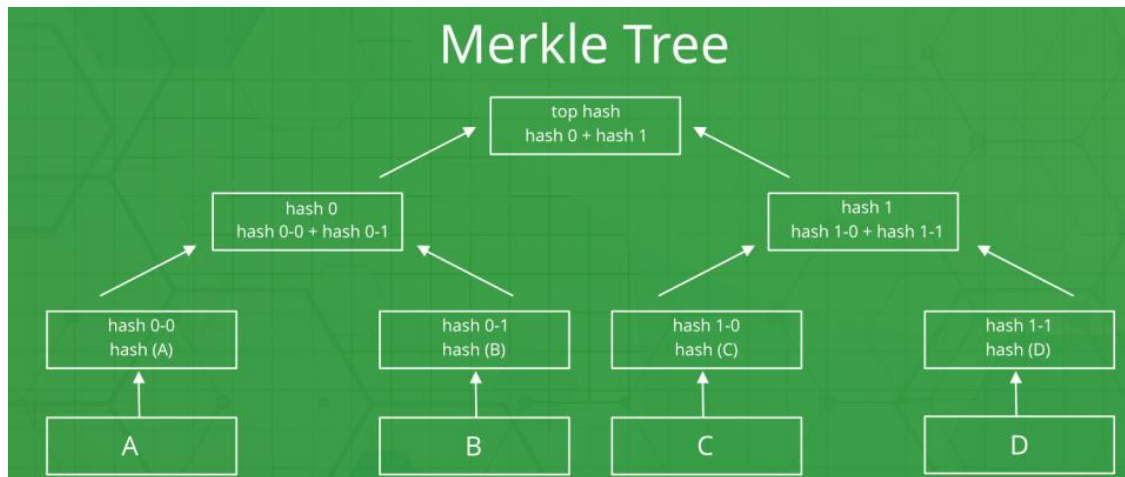 Merkle Tree
top hash
hash 0 + hash 1
hash 0
hash 0-0 + hash 0-1
hash 1
hash 1-0 + hash 1-1
hash 0-0
hash (A)
hash 0-1
hash (B)
hash 1-0
hash (C)
hash 1-1
hash (D)
A
B
C
D